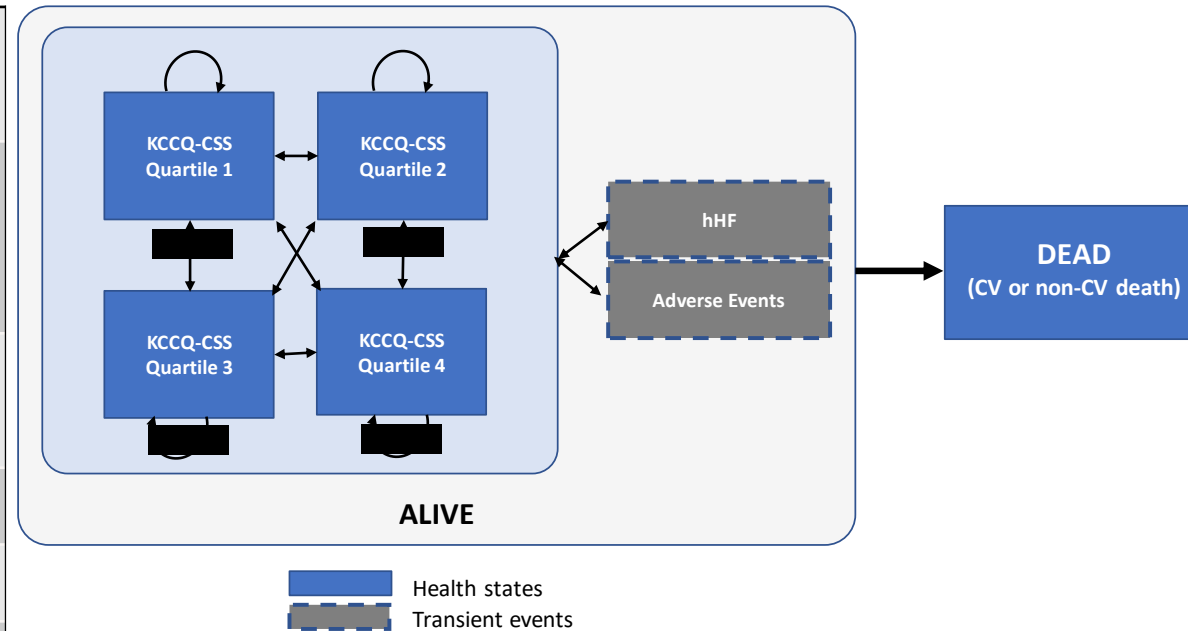 KCCQ-CSS
Quartile 1
KCCQ-CSS
Quartile 2
KCCQ-CSS
Quartile 3
KCCQ-CSS
Quartile 4
hHF
Adverse Events
DEAD
(CV or non-CV death)
ALIVE
Health states
Transient events